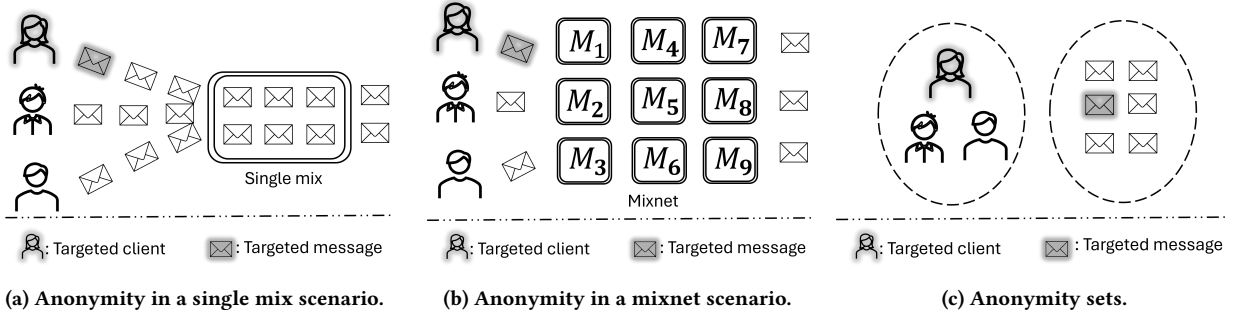 M1 M4 M7
M2 M5 M8
M3 M6 M9
Single mix
Mixnet
: Targeted client : Targeted message
: Targeted client : Targeted message
: Targeted client : Targeted message
(a) Anonymity in a single mix scenario.
(b) Anonymity in a mixnet scenario.
(c) Anonymity sets.